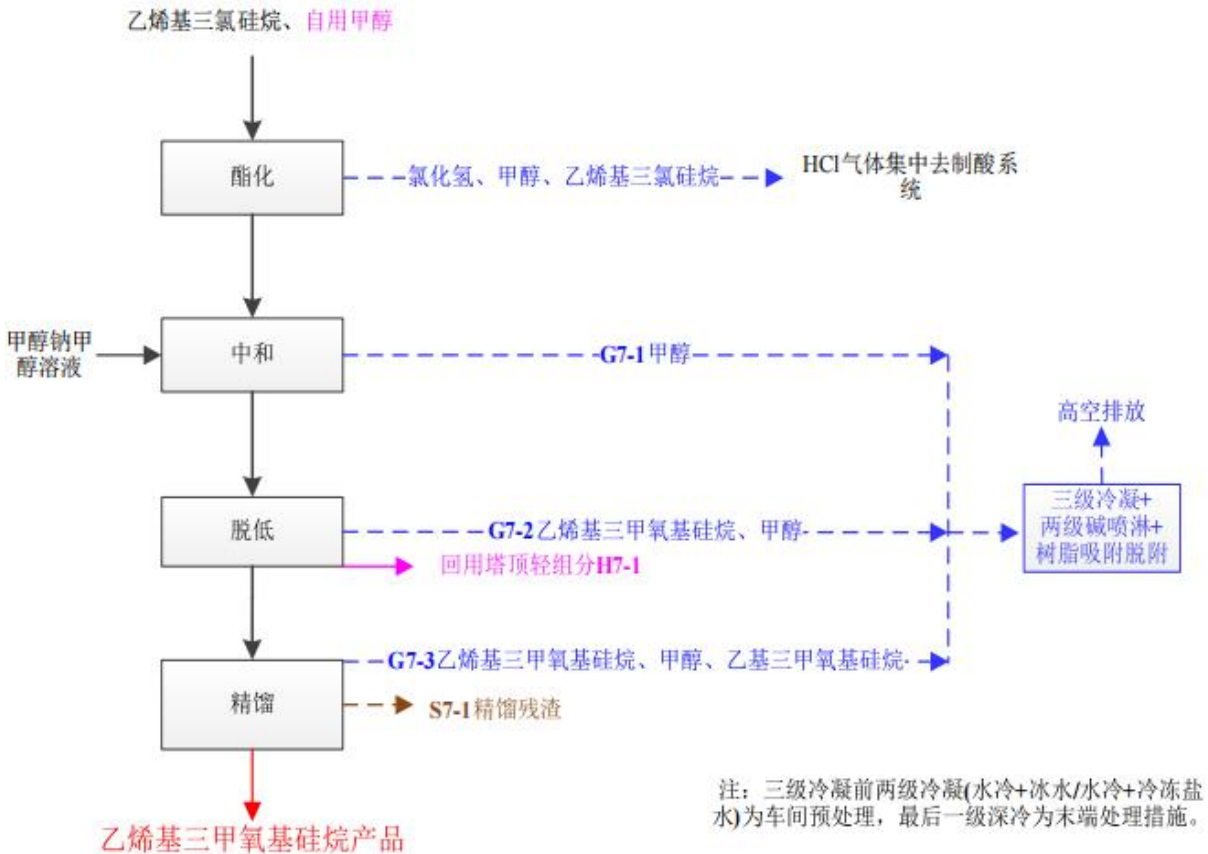 乙烯基三氯硅烷、自用甲醇
酯化
氯化氢、甲醇、乙烯基三氯硅烷
HCl气体集中去制酸系
统
甲醇钠甲
醇溶液
中和
G7-1甲醇
高空排放
三级冷凝+
两级碱喷淋+
树脂吸附脱附
脱低
G7-2乙烯基三甲氧基硅烷、甲醇
回用塔顶轻组分H7-1
G7-3乙烯基三甲氧基硅烷、甲醇、乙基三甲氧基硅烷
精馏
S7-1精馏残渣
乙烯基三甲氧基硅烷产品
注：三级冷凝前两级冷凝(水冷+冰水/水冷+冷冻盐
水)为车间预处理，最后一级深冷为末端处理措施。